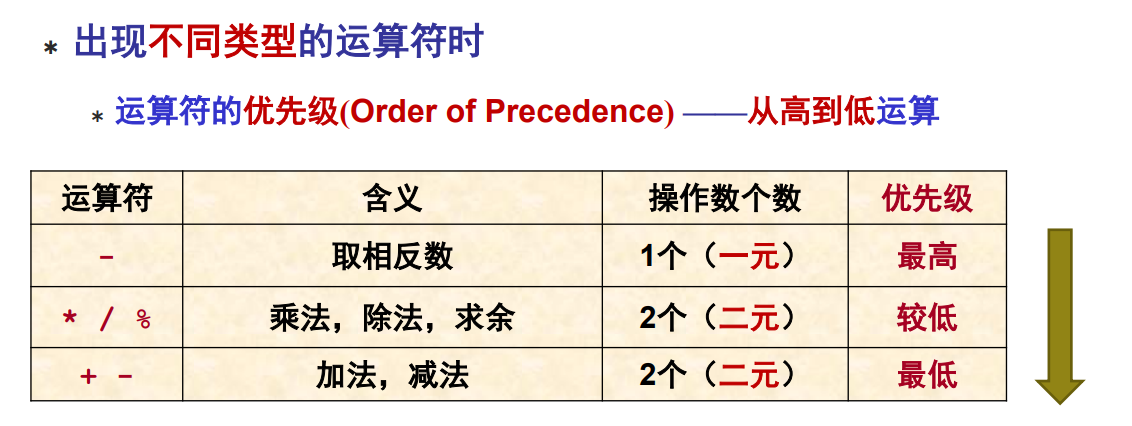 * 出现不同类型的运算符时
* 运算符的优先级(Order of Precedence) ——从高到低运算
运算符 含义 操作数个数 优先级
- 取相反数 1个（一元） 最高
* / % 乘法，除法，求余 2个（二元） 较低
+ - 加法，减法 2个（二元） 最低